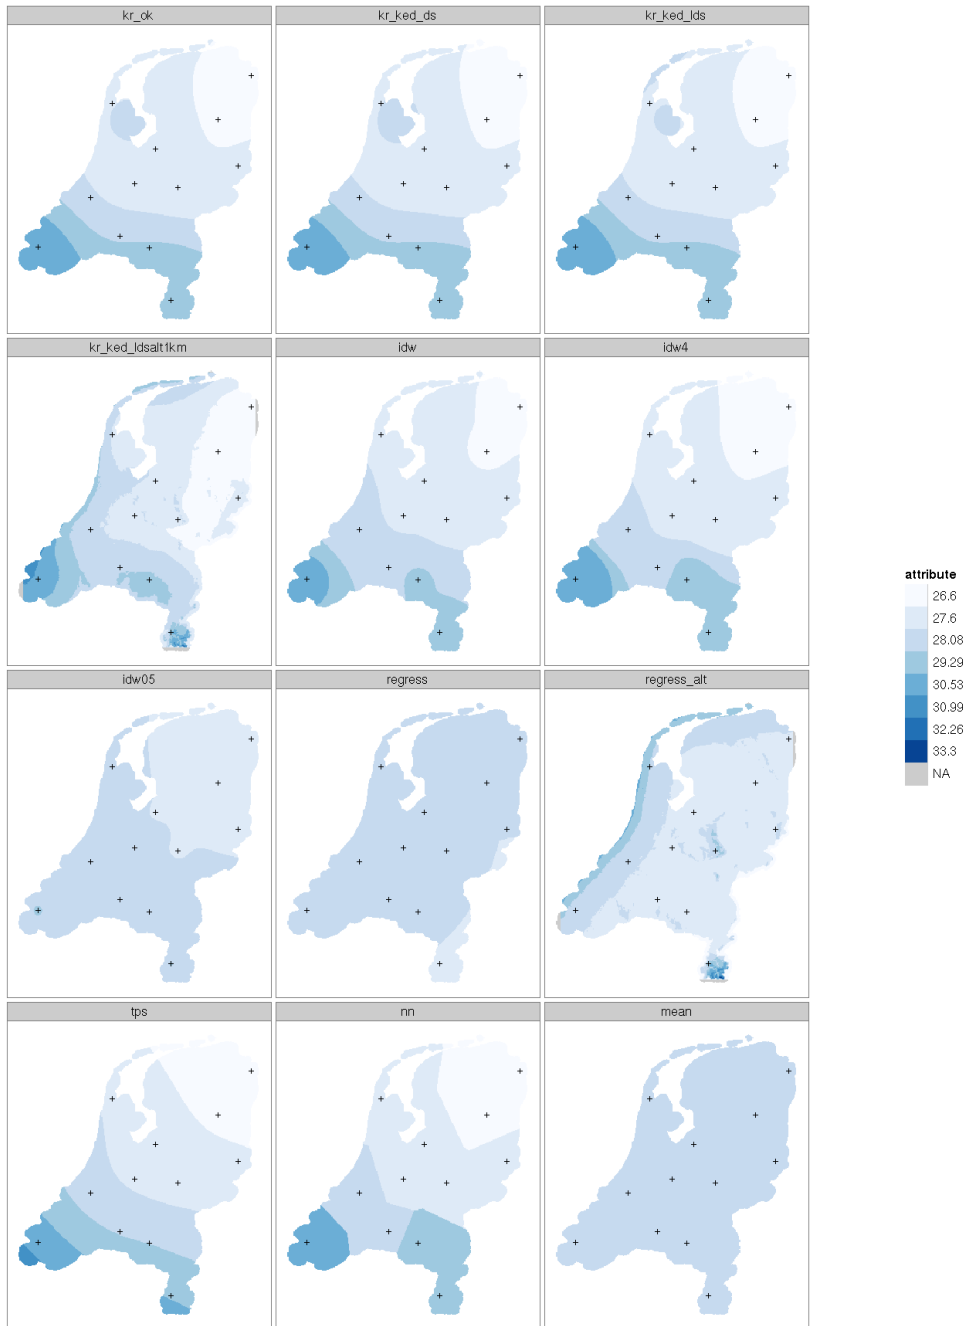 kr_ok
kr_ked_ds
kr_ked_lds
kr_ked_ldsalt1km
idw
idw4
idw05
regress
regress_alt
tps
nn
mean
attribute
26.6
27.6
28.08
29.29
30.53
30.99
32.26
33.3
NA